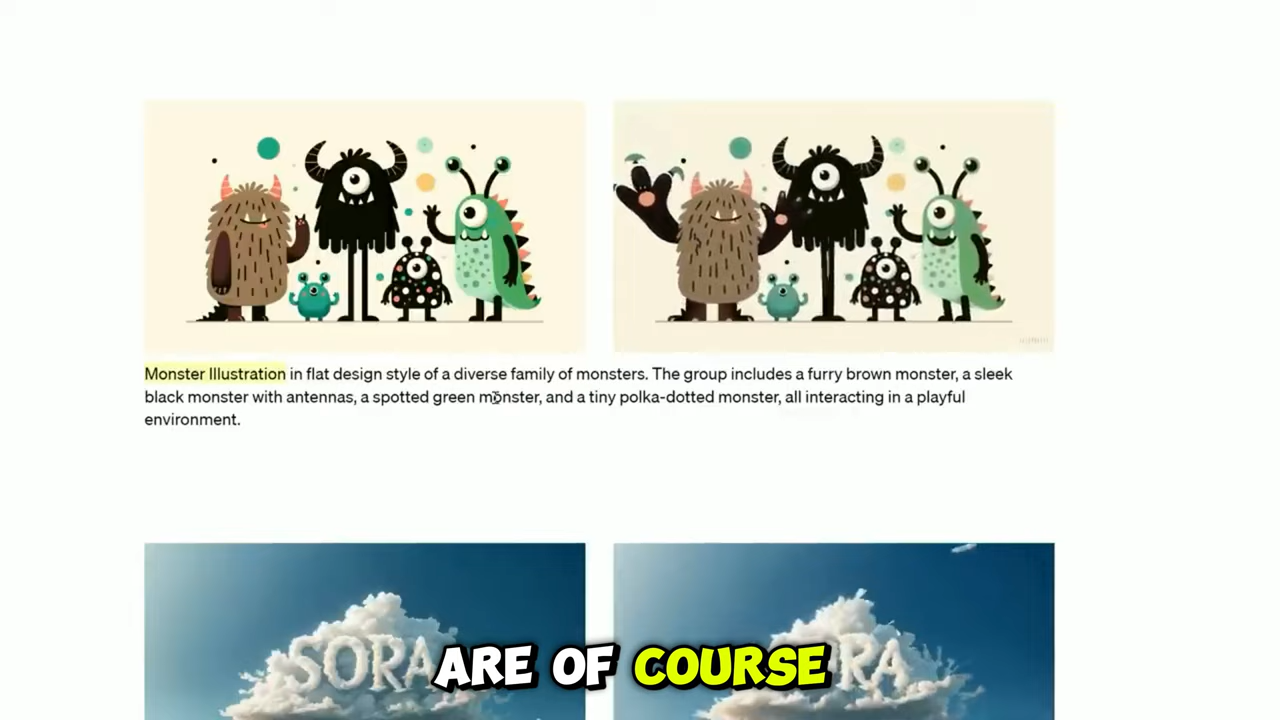 Monster Illustration in flat design style of a diverse family of monsters. The group includes a furry brown monster, a sleek
black monster with antennas, a spotted green monster, and a tiny polka-dotted monster, all interacting in a playful
environment.
SORA
RA
ARE OF COURSE